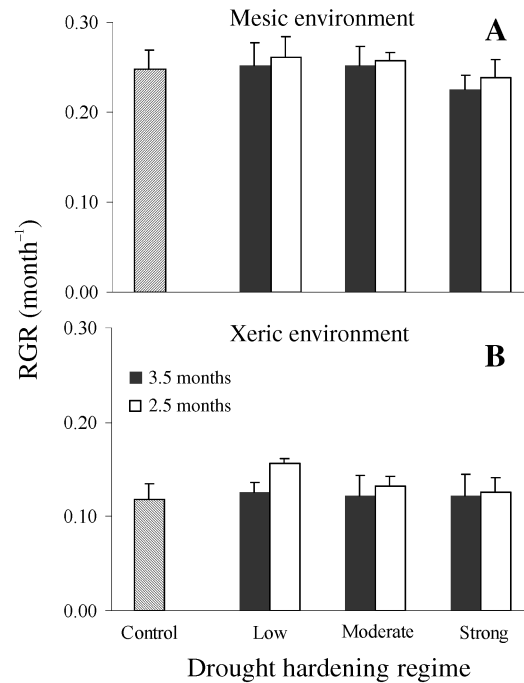 Mesic environment
A
0.30
0.20
0.10
0.00
RGR (month⁻¹)
Xeric environment
B
0.30
3.5 months
2.5 months
0.20
0.10
0.00
Control Low Moderate Strong
Drought hardening regime